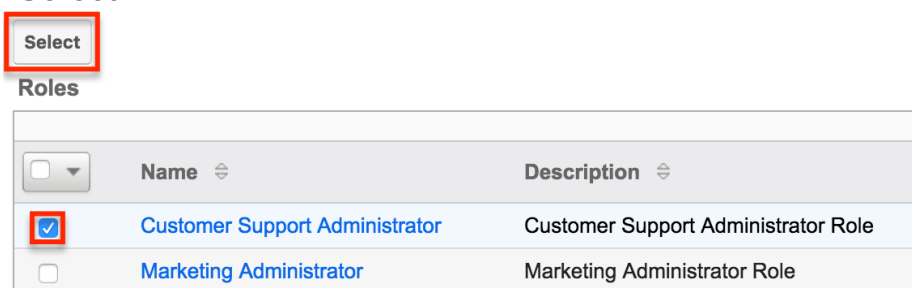 Select
Roles
Name Description
Customer Support Administrator Customer Support Administrator Role
Marketing Administrator Marketing Administrator Role